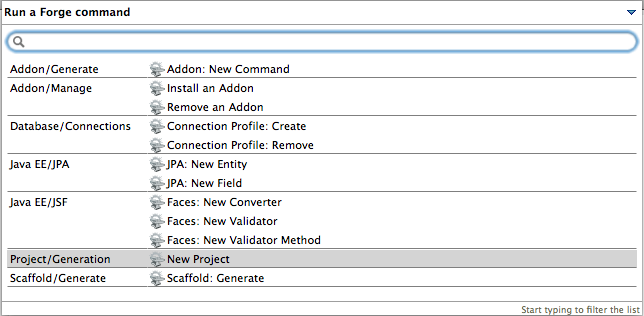 Run a Forge command
Addon/Generate Addon: New Command
Addon/Manage Install an Addon
Remove an Addon
Database/Connections Connection Profile: Create
Connection Profile: Remove
Java EE/JPA JPA: New Entity
JPA: New Field
Java EE/JSF Faces: New Converter
Faces: New Validator
Faces: New Validator Method
Project/Generation New Project
Scaffold/Generate Scaffold: Generate
Start typing to filter the list